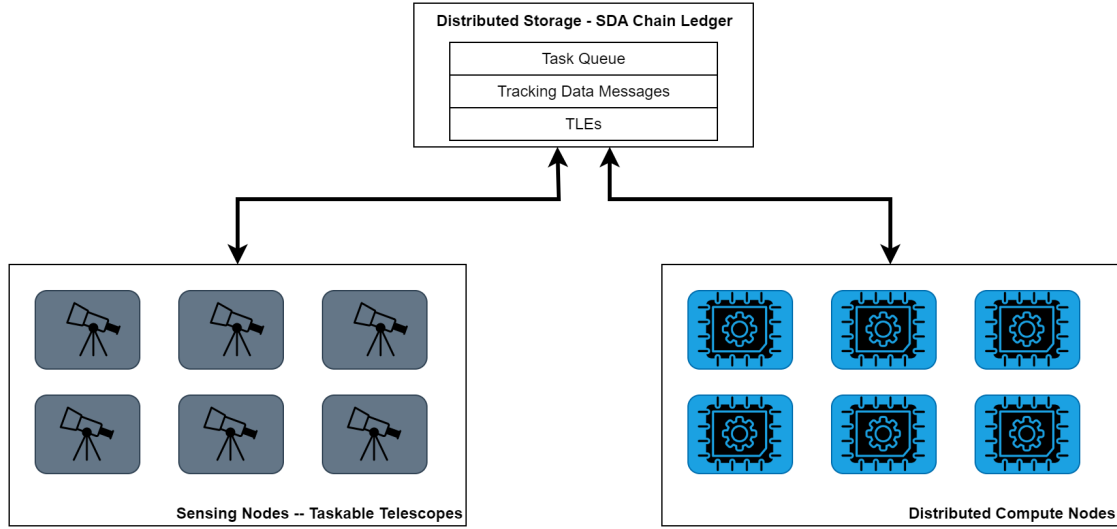 Distributed Storage - SDA Chain Ledger
Task Queue
Tracking Data Messages
TLEs
Sensing Nodes -- Taskable Telescopes
Distributed Compute Nodes